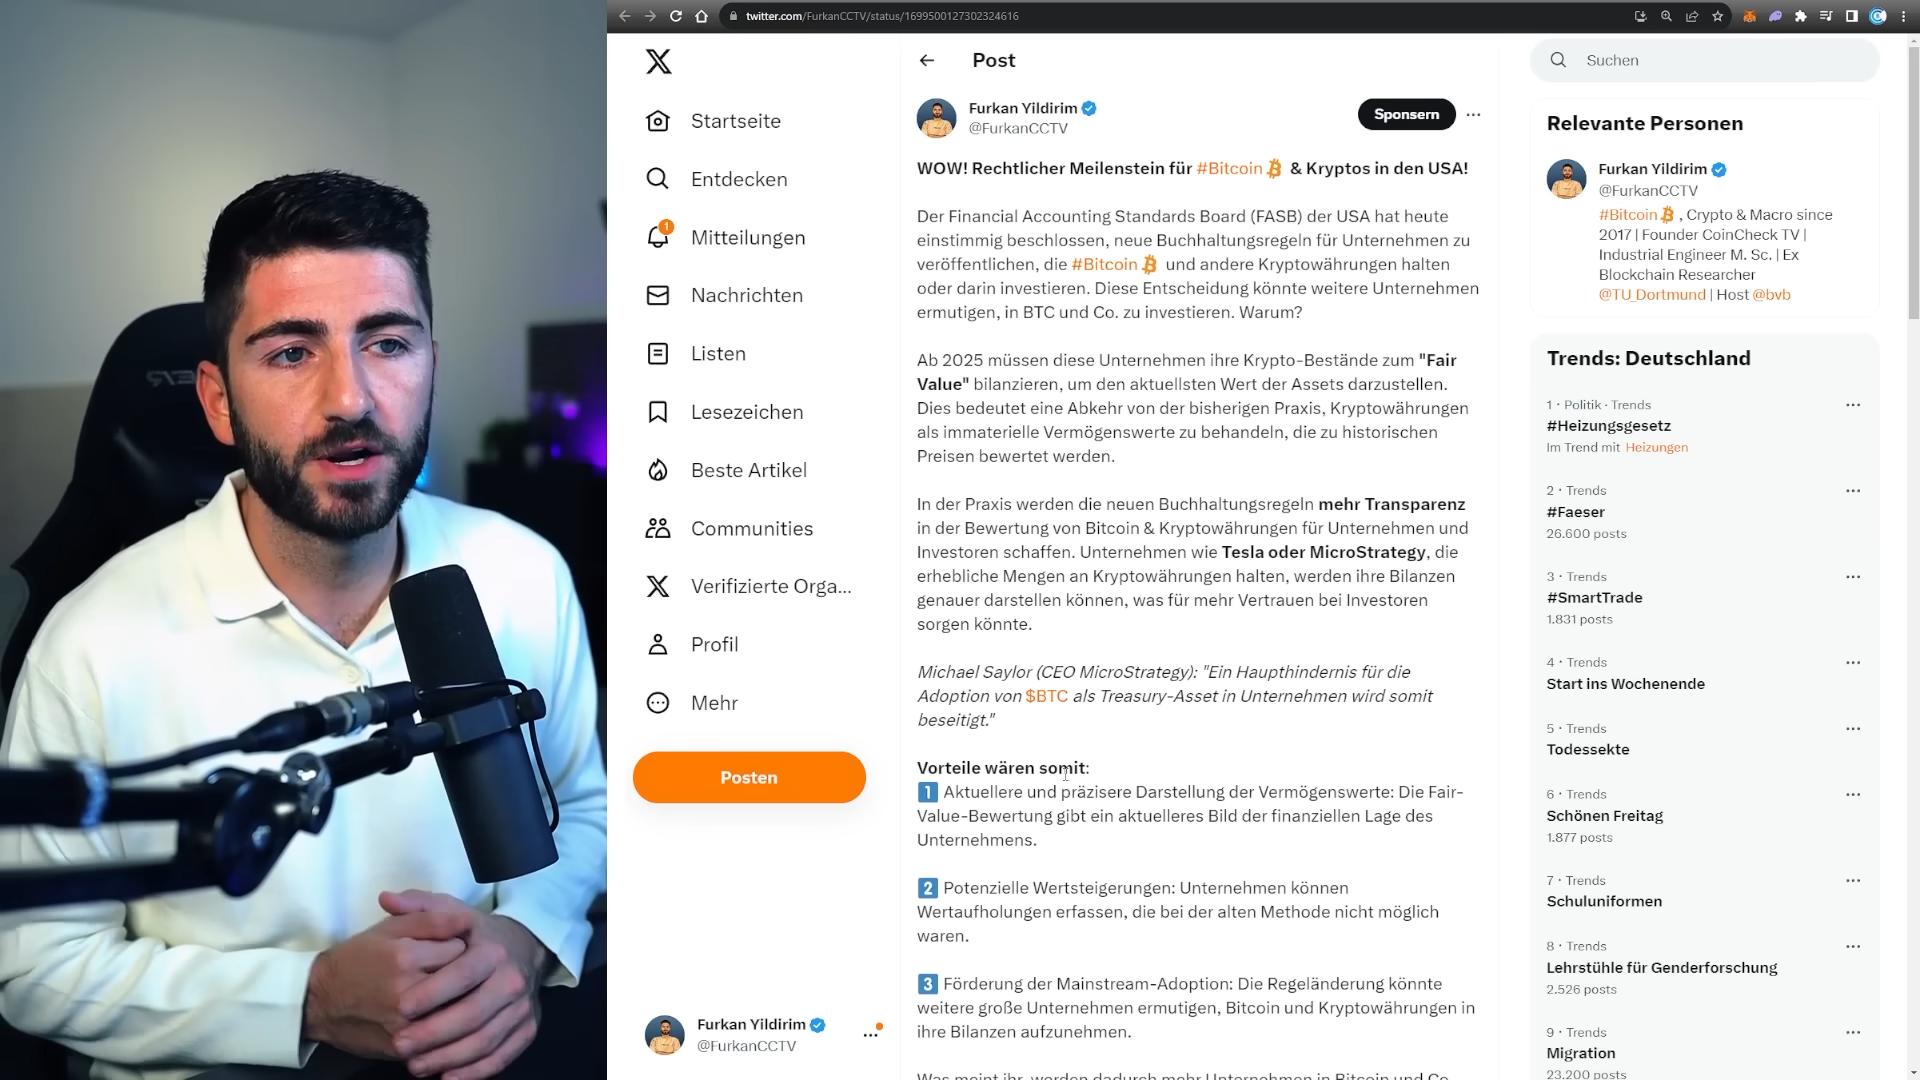 twitter.com/FurkanCCTV/status/1699500127302324616
Startseite
Entdecken
1
Mitteilungen
Nachrichten
Listen
Lesezeichen
Beste Artikel
Communities
Verifizierte Orga...
Profil
Mehr
Posten
Furkan Yildirim
@FurkanCCTV
Post
Furkan Yildirim
@FurkanCCTV
Sponsern
WOW! Rechtlicher Meilenstein für #Bitcoin & Kryptos in den USA!
Der Financial Accounting Standards Board (FASB) der USA hat heute
einstimmig beschlossen, neue Buchhaltungsregeln für Unternehmen zu
veröffentlichen, die #Bitcoin und andere Kryptowährungen halten
oder darin investieren. Diese Entscheidung könnte weitere Unternehmen
ermutigen, in BTC und Co. zu investieren. Warum?
Ab 2025 müssen diese Unternehmen ihre Krypto-Bestände zum "Fair
Value" bilanzieren, um den aktuellsten Wert der Assets darzustellen.
Dies bedeutet eine Abkehr von der bisherigen Praxis, Kryptowährungen
als immaterielle Vermögenswerte zu behandeln, die zu historischen
Preisen bewertet werden.
In der Praxis werden die neuen Buchhaltungsregeln mehr Transparenz
in der Bewertung von Bitcoin & Kryptowährungen für Unternehmen und
Investoren schaffen. Unternehmen wie Tesla oder MicroStrategy, die
erhebliche Mengen an Kryptowährungen halten, werden ihre Bilanzen
genauer darstellen können, was für mehr Vertrauen bei Investoren
sorgen könnte.
Michael Saylor (CEO MicroStrategy): "Ein Haupthindernis für die
Adoption von $BTC als Treasury-Asset in Unternehmen wird somit
beseitigt."
Vorteile wären somit:
1 Aktuellere und präzisere Darstellung der Vermögenswerte: Die Fair-
Value-Bewertung gibt ein aktuelleres Bild der finanziellen Lage des
Unternehmens.
2 Potenzielle Wertsteigerungen: Unternehmen können
Wertaufholungen erfassen, die bei der alten Methode nicht möglich
waren.
3 Förderung der Mainstream-Adoption: Die Regeländerung könnte
weitere große Unternehmen ermutigen, Bitcoin und Kryptowährungen in
ihre Bilanzen aufzunehmen.
Was meint ihr, werden dadurch mehr Unternehmen in Bitcoin und Co.
Suchen
Relevante Personen
Furkan Yildirim
@FurkanCCTV
#Bitcoin , Crypto & Macro since
2017 | Founder CoinCheck TV |
Industrial Engineer M. Sc. | Ex
Blockchain Researcher
@TU_Dortmund | Host @bvb
Trends: Deutschland
1 · Politik · Trends
#Heizungsgesetz
Im Trend mit Heizungen
2 · Trends
#Faeser
26.600 posts
3 · Trends
#SmartTrade
1.831 posts
4 · Trends
Start ins Wochenende
5 · Trends
Todessekte
6 · Trends
Schönen Freitag
1.877 posts
7 · Trends
Schuluniformen
8 · Trends
Lehrstühle für Genderforschung
2.526 posts
9 · Trends
Migration
23.200 posts